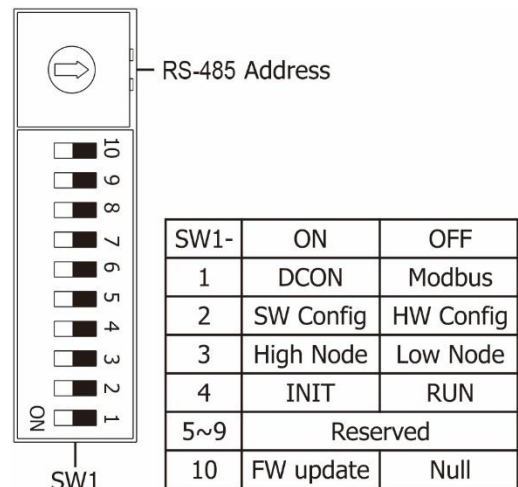 RS-485 Address
10
9
8
7
6
5
4
3
2
1
ON
SW1
SW1- ON OFF
1 DCON Modbus
2 SW Config HW Config
3 High Node Low Node
4 INIT RUN
5~9 Reserved
10 FW update Null